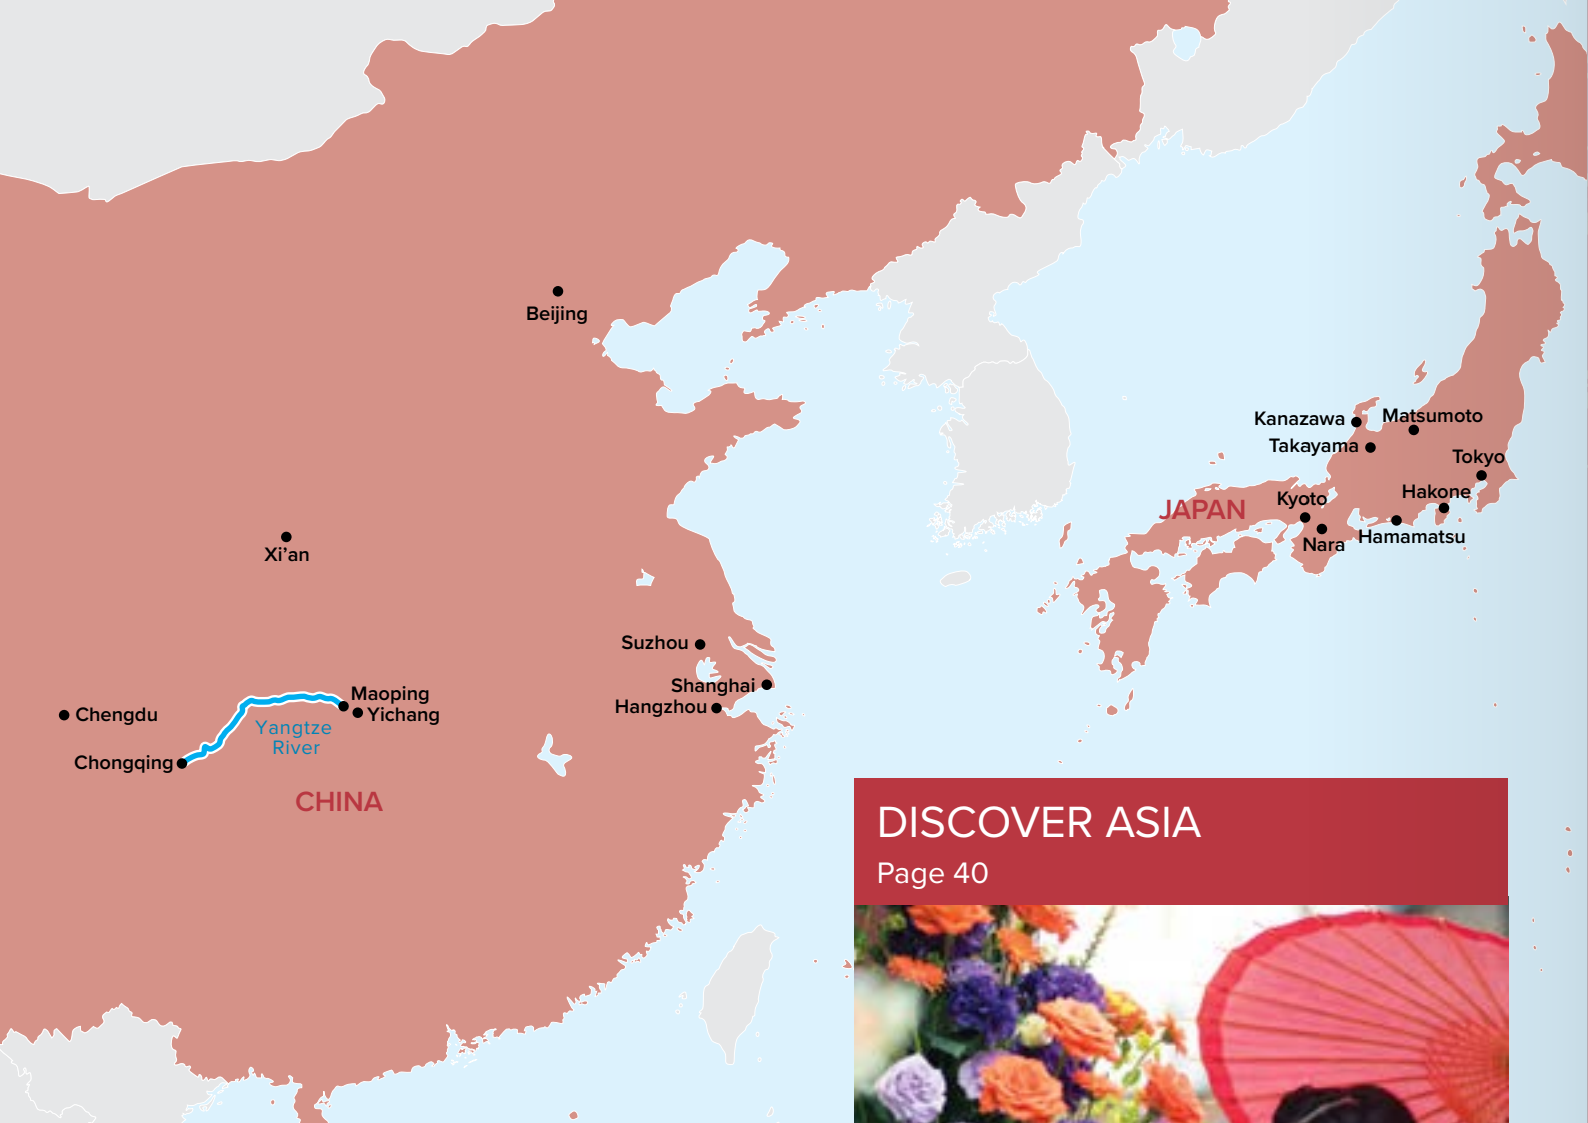 Beijing
Kanazawa
Matsumoto
Takayama
Tokyo
Hakone
Kyoto
JAPAN
Hamamatsu
Nara
Xi'an
Suzhou
Shanghai
Hangzhou
Maoping
Yichang
Chengdu
Yangtze
River
Chongqing
CHINA
DISCOVER ASIA
Page 40